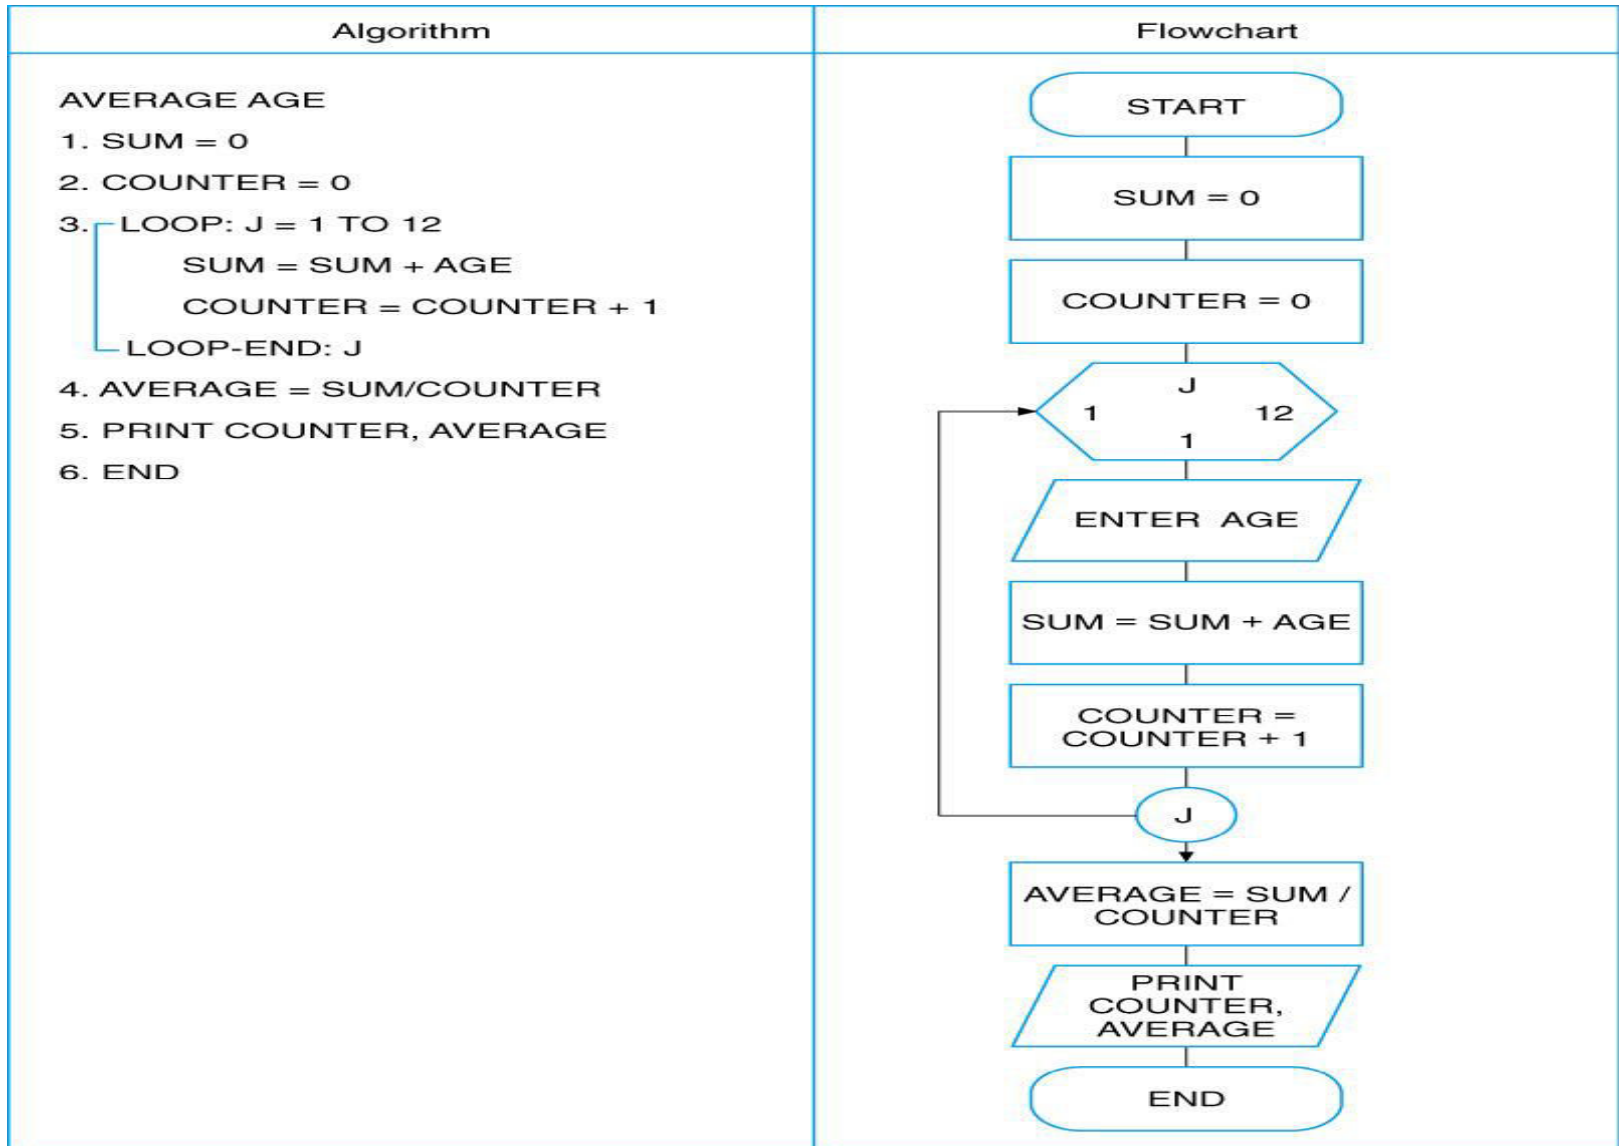 Algorithm
AVERAGE AGE
1. SUM = 0
2. COUNTER = 0
3. LOOP: J = 1 TO 12
SUM = SUM + AGE
COUNTER = COUNTER + 1
LOOP-END: J
4. AVERAGE = SUM/COUNTER
5. PRINT COUNTER, AVERAGE
6. END
Flowchart
START
SUM = 0
COUNTER = 0
J
1 12
1
ENTER AGE
SUM = SUM + AGE
COUNTER =
COUNTER + 1
J
AVERAGE = SUM /
COUNTER
PRINT
COUNTER,
AVERAGE
END